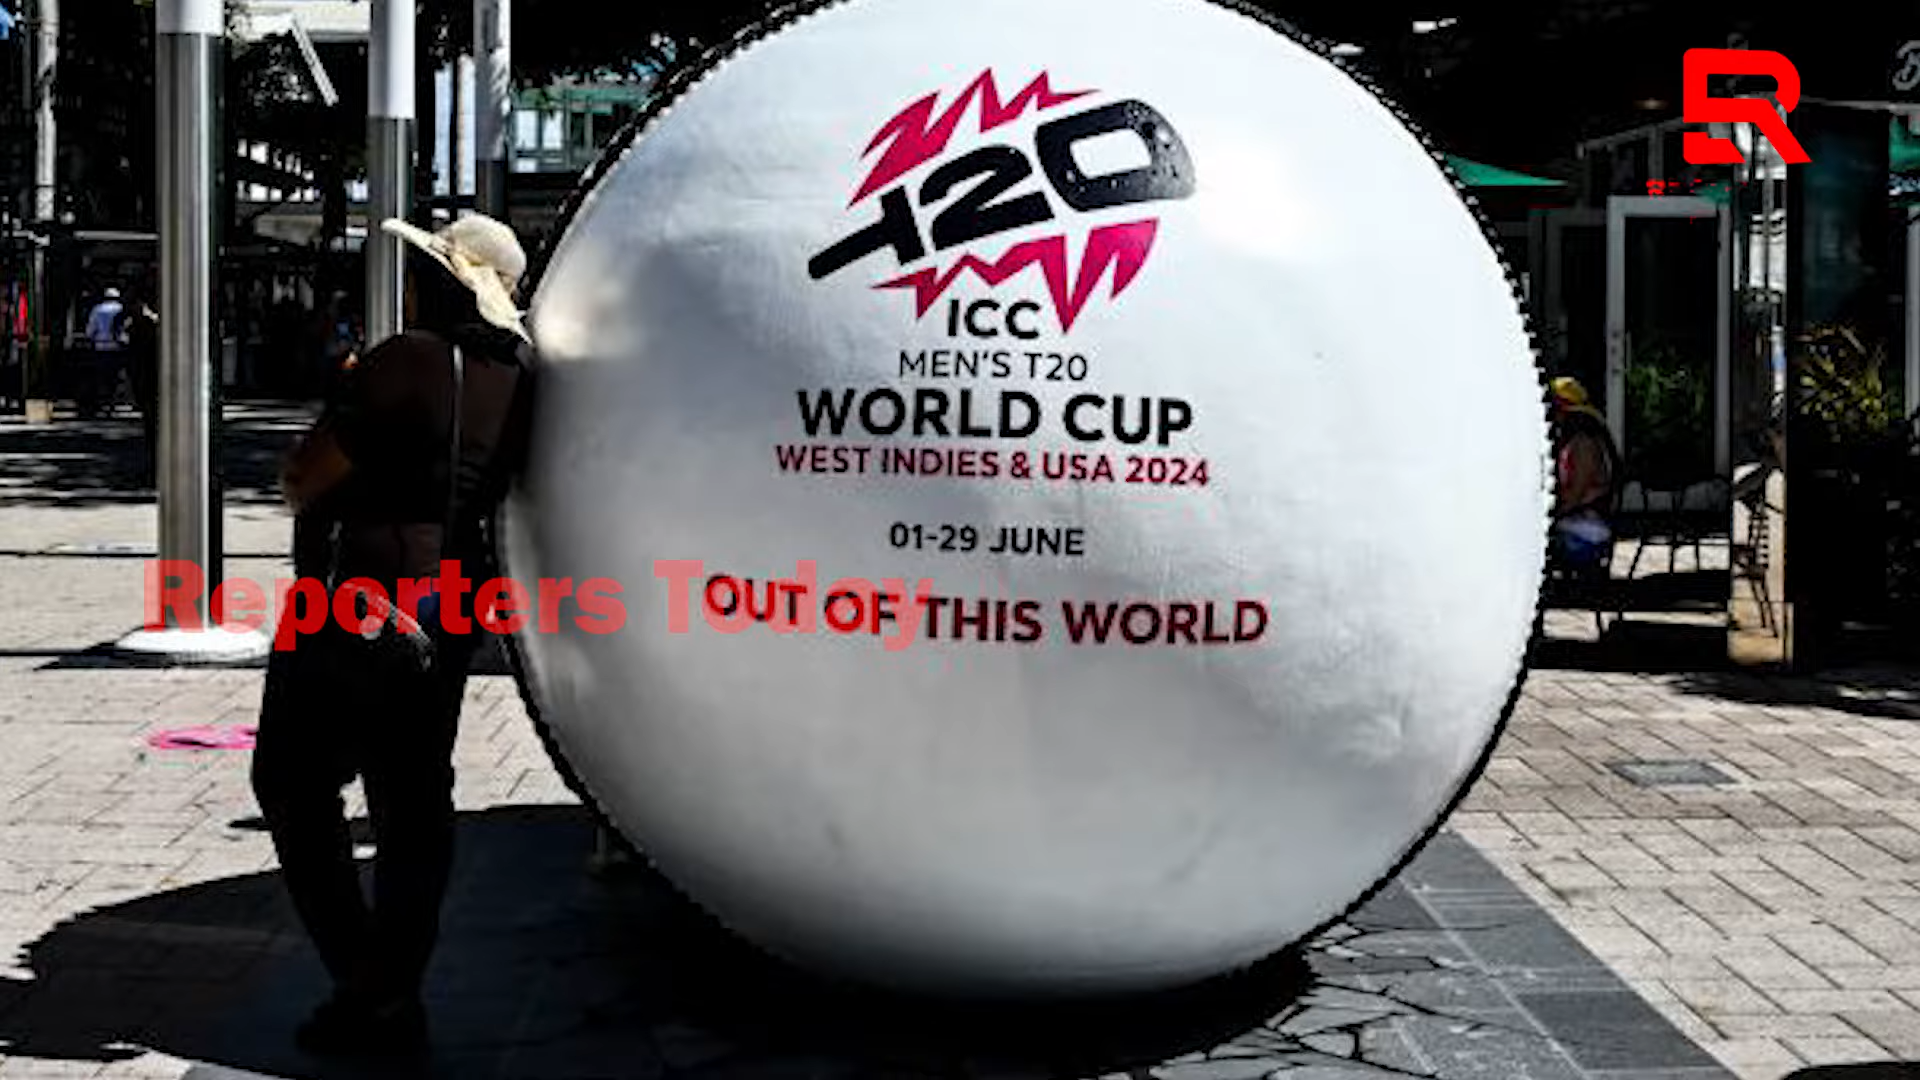 T20
ICC
MEN'S T20
WORLD CUP
WEST INDIES & USA 2024
01-29 JUNE
OUT OF THIS WORLD
Reporters Today
R